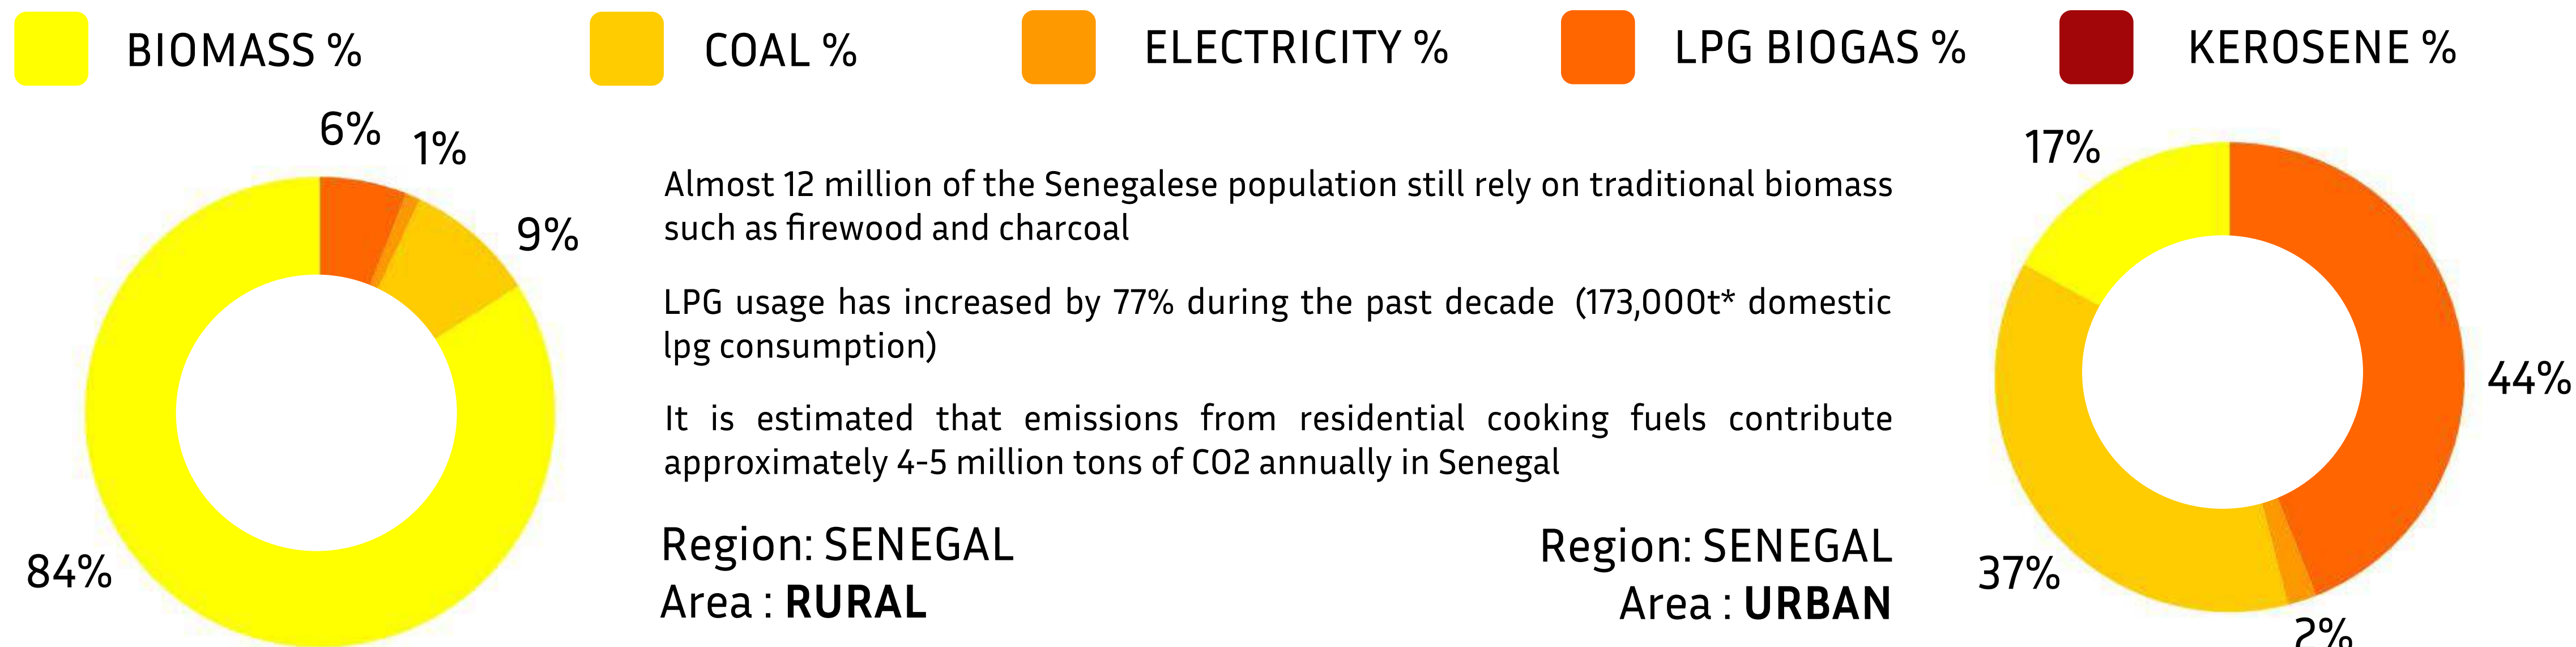 BIOMASS %
COAL %
ELECTRICITY %
LPG BIOGAS %
KEROSENE %
6%
1%
9%
84%
Almost 12 million of the Senegalese population still rely on traditional biomass
such as firewood and charcoal
LPG usage has increased by 77% during the past decade (173,000t* domestic
lpg consumption)
It is estimated that emissions from residential cooking fuels contribute
approximately 4-5 million tons of CO2 annually in Senegal
Region: SENEGAL
Area : RURAL
Region: SENEGAL
Area : URBAN
17%
44%
37%
2%